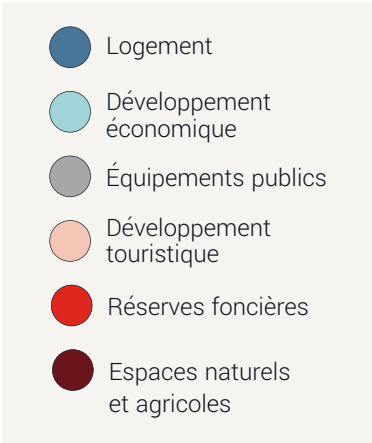 Logement
Développement
économique
Équipements publics
Développement
touristique
Réserves foncières
Espaces naturels
et agricoles